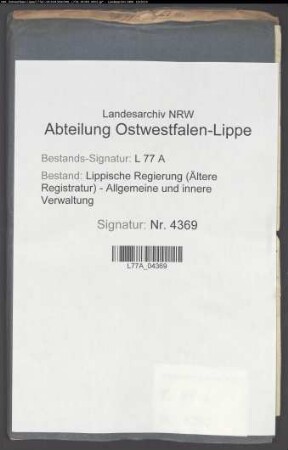 Landesarchiv NRW
Abteilung Ostwestfalen-Lippe
Bestands-Signatur: L 77 A
Bestand: Lippische Regierung (Ältere
Registratur) - Allgemeine und innere
Verwaltung
Signatur: Nr. 4369
L77A_04369